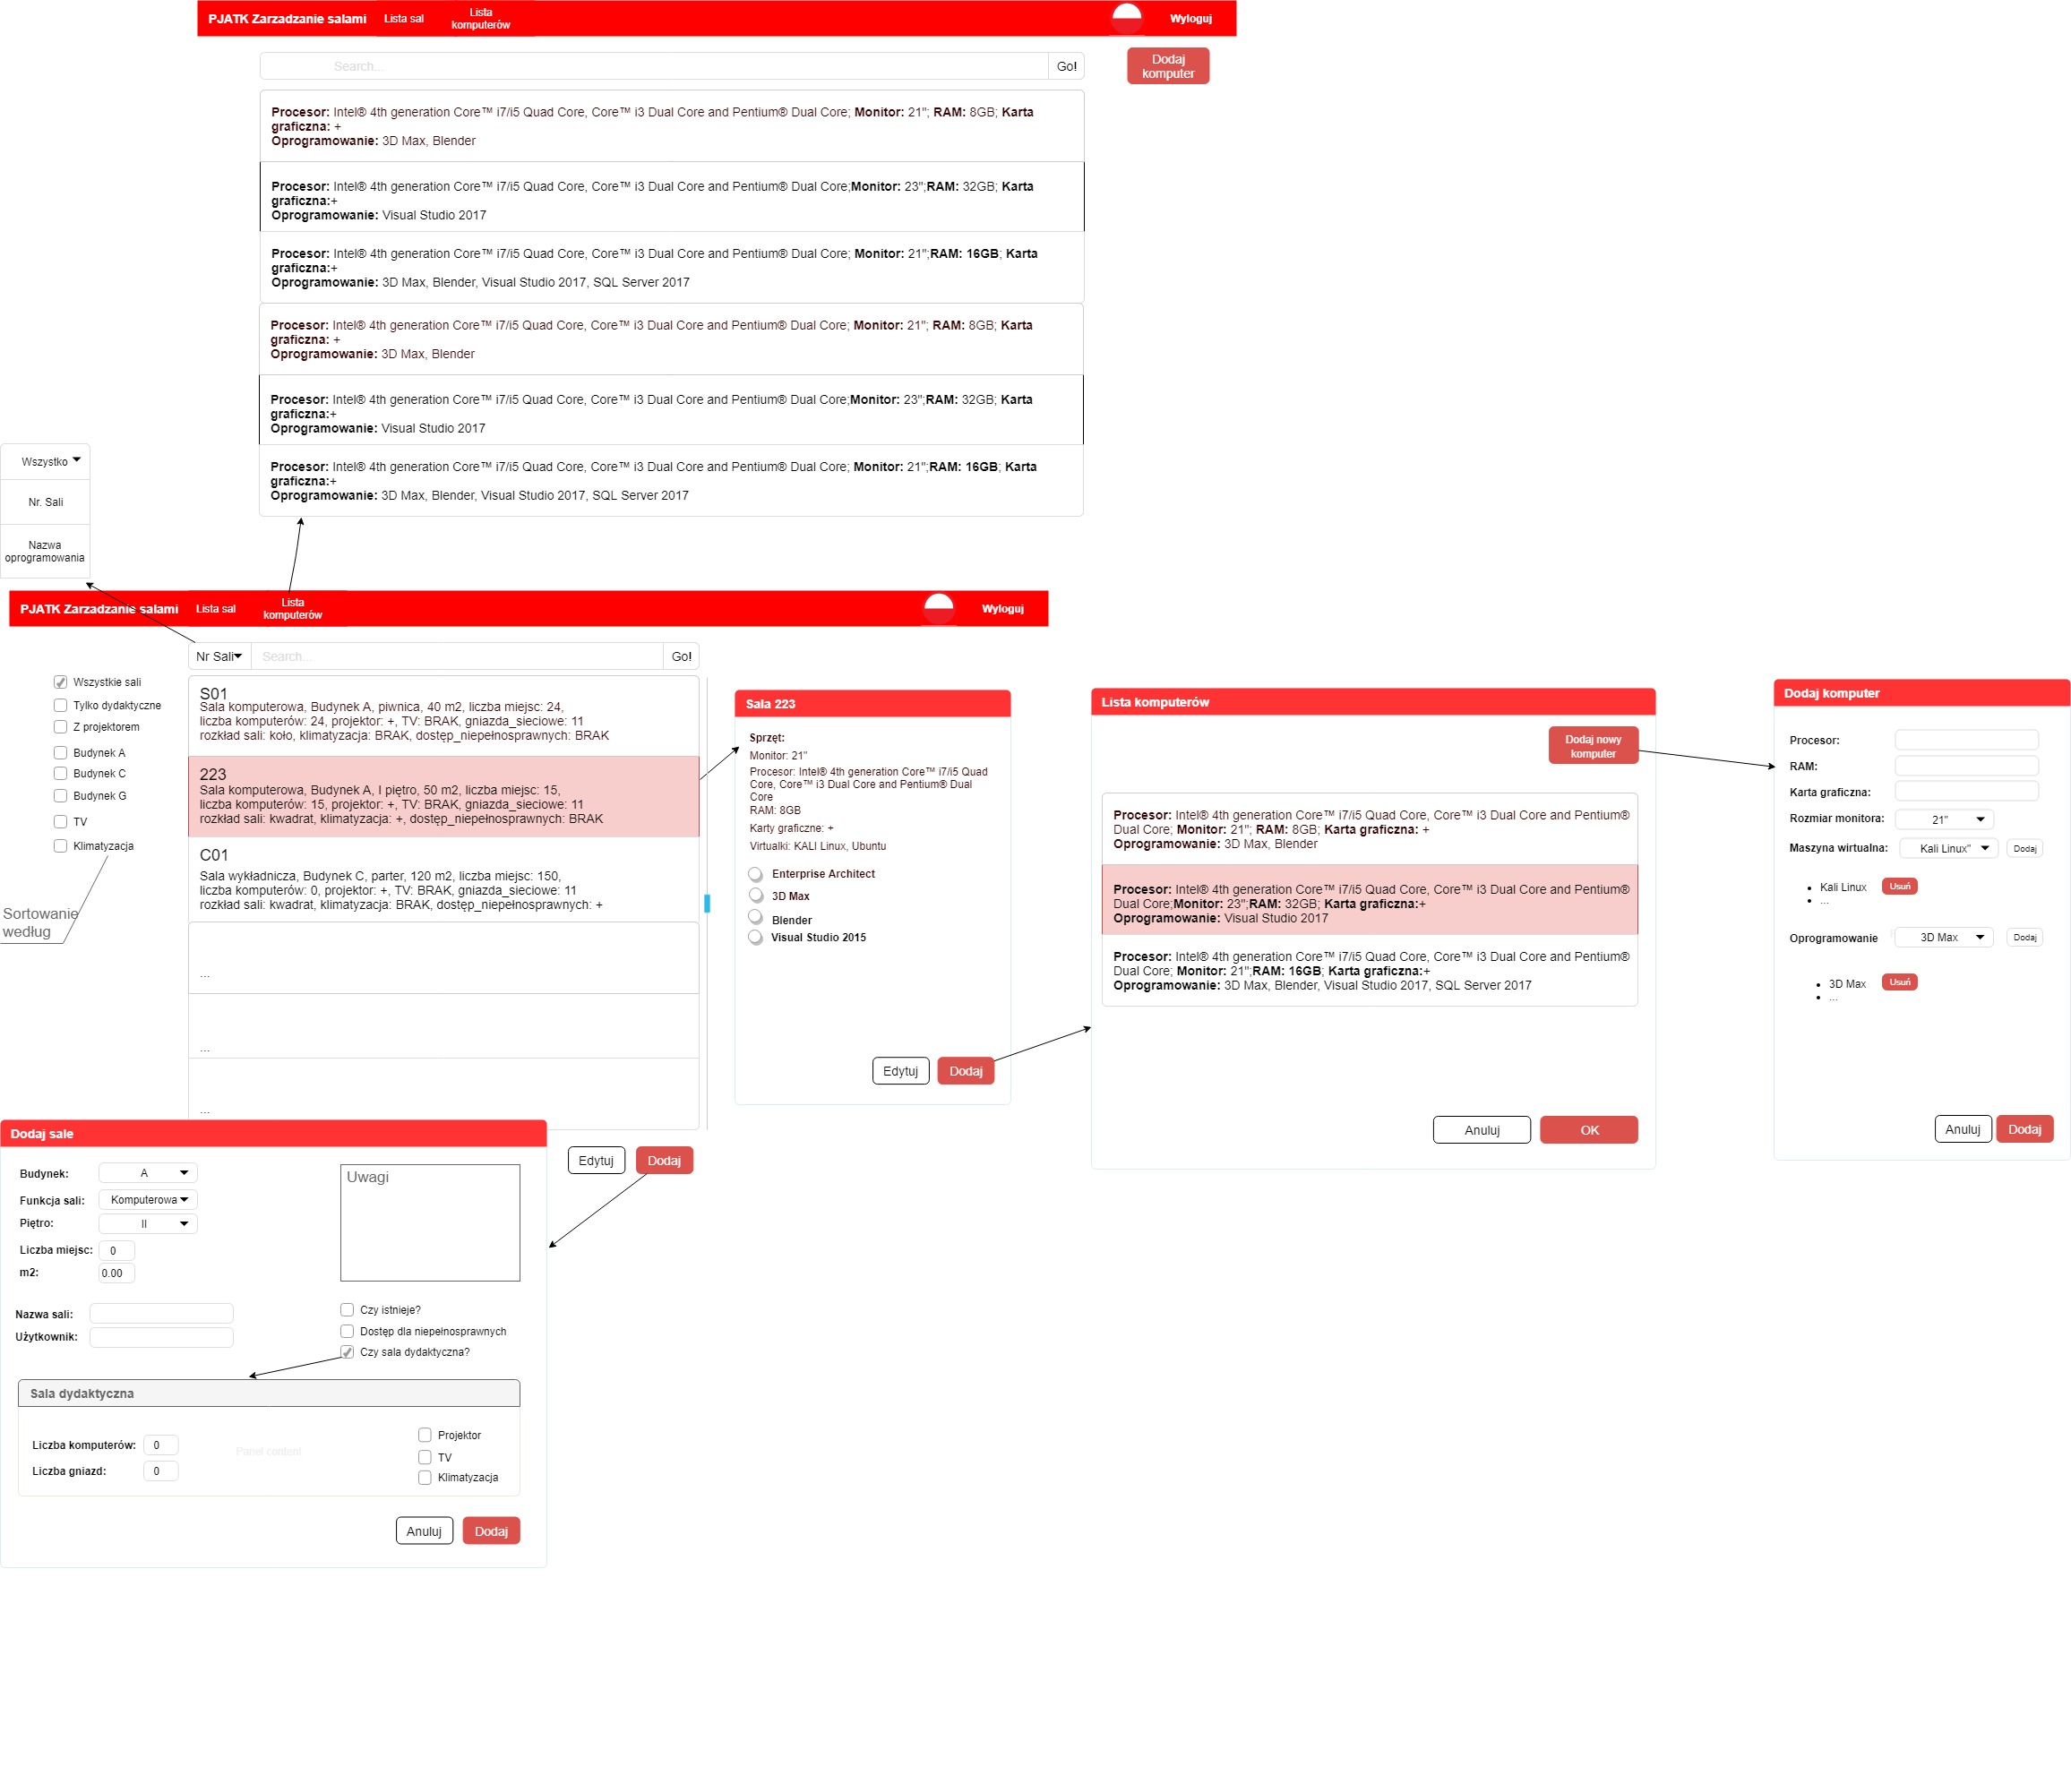 PJATK Zarzadzanie salami
Lista sal
Lista
komputerów
Wyloguj
Search...
Go!
Dodaj
komputer
Procesor: Intel® 4th generation Core™ i7/i5 Quad Core, Core™ i3 Dual Core and Pentium® Dual Core; Monitor: 21"; RAM: 8GB; Karta
graficzna: +
Oprogramowanie: 3D Max, Blender
Procesor: Intel® 4th generation Core™ i7/i5 Quad Core, Core™ i3 Dual Core and Pentium® Dual Core;Monitor: 23";RAM: 32GB; Karta
graficzna:+
Oprogramowanie: Visual Studio 2017
Procesor: Intel® 4th generation Core™ i7/i5 Quad Core, Core™ i3 Dual Core and Pentium® Dual Core; Monitor: 21";RAM: 16GB; Karta
graficzna:+
Oprogramowanie: 3D Max, Blender, Visual Studio 2017, SQL Server 2017
Procesor: Intel® 4th generation Core™ i7/i5 Quad Core, Core™ i3 Dual Core and Pentium® Dual Core; Monitor: 21"; RAM: 8GB; Karta
graficzna: +
Oprogramowanie: 3D Max, Blender
Procesor: Intel® 4th generation Core™ i7/i5 Quad Core, Core™ i3 Dual Core and Pentium® Dual Core;Monitor: 23";RAM: 32GB; Karta
graficzna:+
Oprogramowanie: Visual Studio 2017
Procesor: Intel® 4th generation Core™ i7/i5 Quad Core, Core™ i3 Dual Core and Pentium® Dual Core; Monitor: 21";RAM: 16GB; Karta
graficzna:+
Oprogramowanie: 3D Max, Blender, Visual Studio 2017, SQL Server 2017
Wszystko
Nr. Sali
Nazwa
oprogramowania
PJATK Zarzadzanie salami
Lista sal
Lista
komputerów
Wyloguj
Nr Sali
Search...
Go!
Wszystkie sali
Tylko dydaktyczne
Z projektorem
Budynek A
Budynek C
Budynek G
TV
Klimatyzacja
Sortowanie
według
S01
Sala komputerowa, Budynek A, piwnica, 40 m2, liczba miejsc: 24,
liczba komputerów: 24, projektor: +, TV: BRAK, gniazda_sieciowe: 11
rozkład sali: koło, klimatyzacja: BRAK, dostęp_niepełnosprawnych: BRAK
223
Sala komputerowa, Budynek A, I piętro, 50 m2, liczba miejsc: 15,
liczba komputerów: 15, projektor: +, TV: BRAK, gniazda_sieciowe: 11
rozkład sali: kwadrat, klimatyzacja: +, dostęp_niepełnosprawnych: BRAK
C01
Sala wykładnicza, Budynek C, parter, 120 m2, liczba miejsc: 150,
liczba komputerów: 0, projektor: +, TV: BRAK, gniazda_sieciowe: 11
rozkład sali: kwadrat, klimatyzacja: BRAK, dostęp_niepełnosprawnych: +
...
...
...
Edytuj
Dodaj
Sala 223
Sprzęt:
Monitor: 21"
Procesor: Intel® 4th generation Core™ i7/i5 Quad
Core, Core™ i3 Dual Core and Pentium® Dual
Core
RAM: 8GB
Karty graficzne: +
Virtualki: KALI Linux, Ubuntu
Enterprise Architect
3D Max
Blender
Visual Studio 2015
Edytuj
Dodaj
Lista komputerów
Dodaj nowy
komputer
Procesor: Intel® 4th generation Core™ i7/i5 Quad Core, Core™ i3 Dual Core and Pentium®
Dual Core; Monitor: 21"; RAM: 8GB; Karta graficzna: +
Oprogramowanie: 3D Max, Blender
Procesor: Intel® 4th generation Core™ i7/i5 Quad Core, Core™ i3 Dual Core and Pentium®
Dual Core;Monitor: 23";RAM: 32GB; Karta graficzna:+
Oprogramowanie: Visual Studio 2017
Procesor: Intel® 4th generation Core™ i7/i5 Quad Core, Core™ i3 Dual Core and Pentium®
Dual Core; Monitor: 21";RAM: 16GB; Karta graficzna:+
Oprogramowanie: 3D Max, Blender, Visual Studio 2017, SQL Server 2017
Anuluj
OK
Dodaj komputer
Procesor:
RAM:
Karta graficzna:
Rozmiar monitora: 21"
Maszyna wirtualna: Kali Linux" Dodaj
Kali Linux Usuń
...
Oprogramowanie 3D Max Dodaj
3D Max Usuń
...
Anuluj
Dodaj
Dodaj sale
Budynek: A
Funkcja sali: Komputerowa
Piętro: II
Liczba miejsc: 0
m2: 0.00
Nazwa sali:
Użytkownik:
Uwagi
Czy istnieje?
Dostęp dla niepełnosprawnych
Czy sala dydaktyczna?
Sala dydaktyczna
Liczba komputerów: 0
Liczba gniazd: 0
Panel content
Projektor
TV
Klimatyzacja
Anuluj
Dodaj